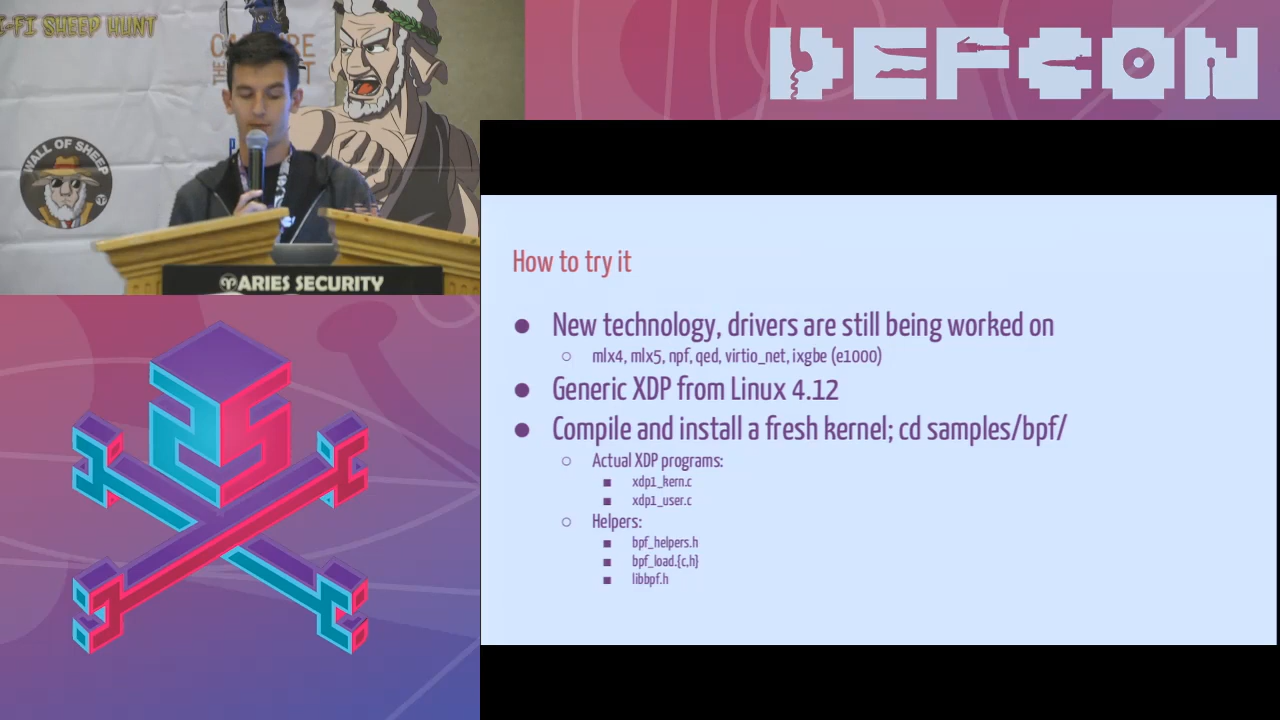 I-FI SHEEP HUNT
WALL OF SHEEP
ARIES SECURITY
DEFCON
How to try it
● New technology, drivers are still being worked on
○ mlx4, mlx5, npf, qed, virtio_net, ixgbe (e1000)
● Generic XDP from Linux 4.12
● Compile and install a fresh kernel; cd samples/bpf/
○ Actual XDP programs:
■ xdp1_kern.c
■ xdp1_user.c
○ Helpers:
■ bpf_helpers.h
■ bpf_load.{c,h}
■ libbpf.h
25